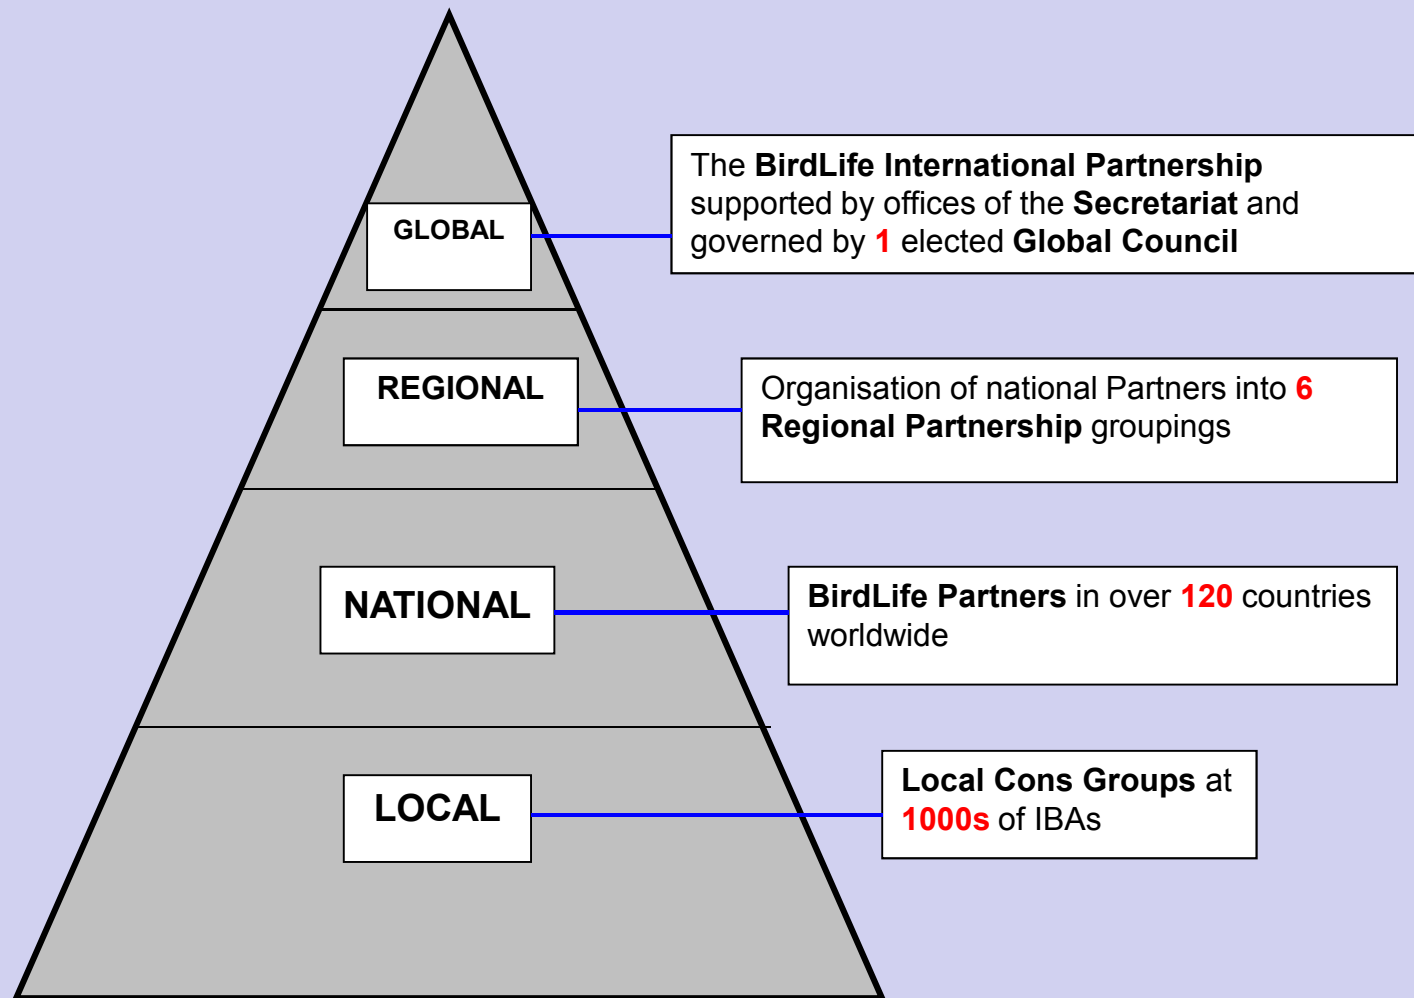 The BirdLife International Partnership
supported by offices of the Secretariat and
governed by 1 elected Global Council
GLOBAL
REGIONAL
Organisation of national Partners into 6
Regional Partnership groupings
NATIONAL
BirdLife Partners in over 120 countries
worldwide
LOCAL
Local Cons Groups at
1000s of IBAs